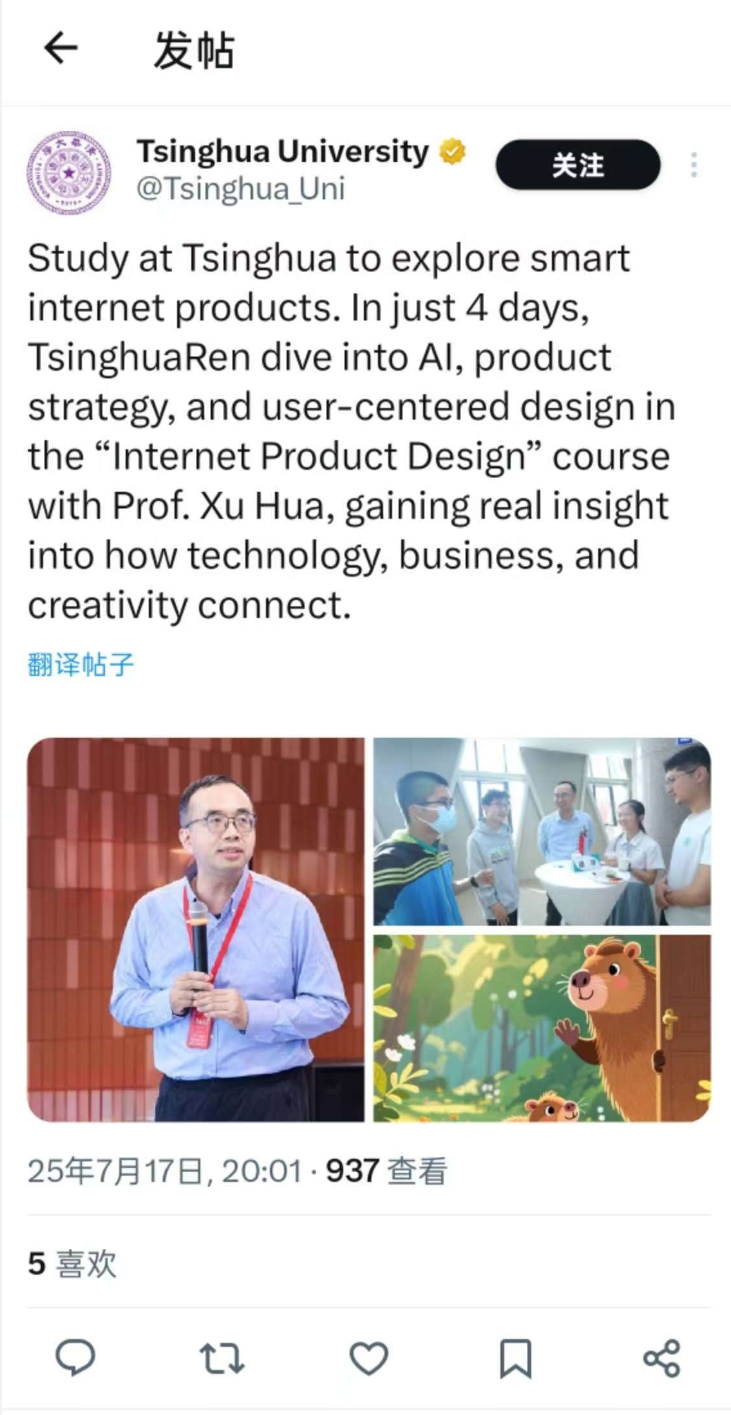 发帖
Tsinghua University
关注
@Tsinghua_Uni
Study at Tsinghua to explore smart
internet products. In just 4 days,
TsinghuaRen dive into AI, product
strategy, and user-centered design in
the “Internet Product Design” course
with Prof. Xu Hua, gaining real insight
into how technology, business, and
creativity connect.
翻译帖子
25年7月17日, 20:01 · 937 查看
5 喜欢